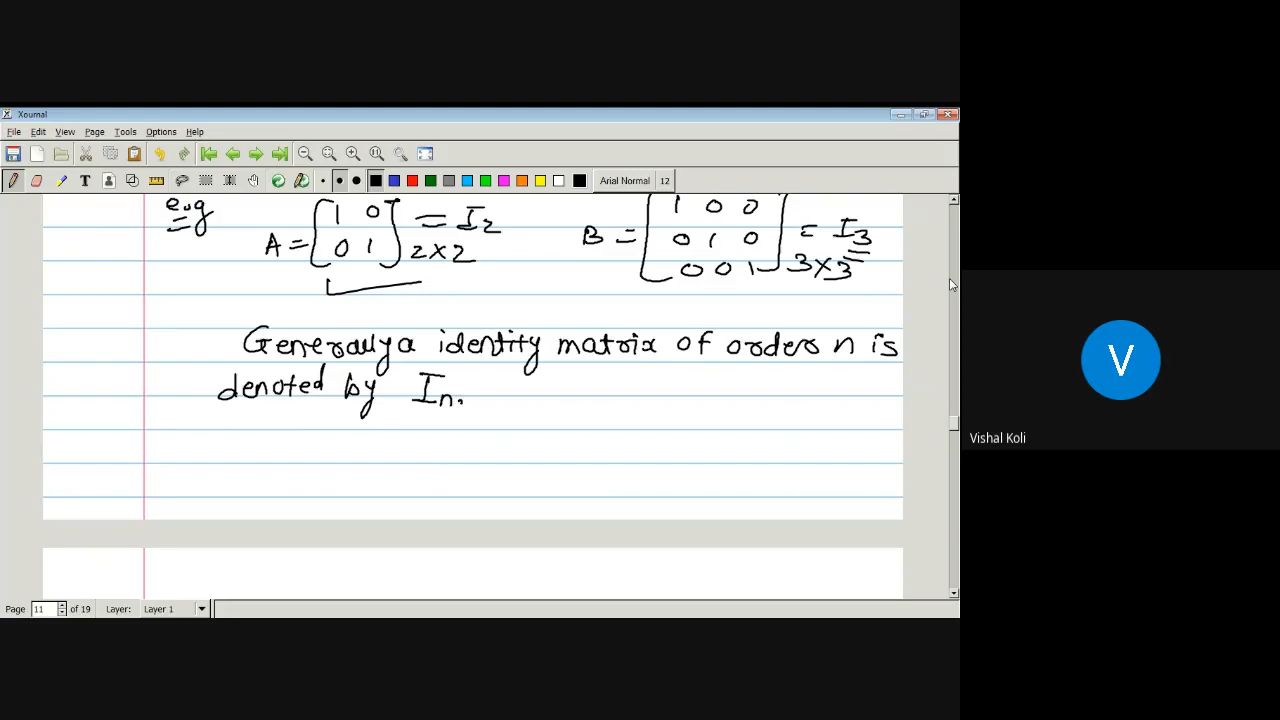 Xournal
File Edit View Page Tools Options Help
Arial Normal 12
e.g
A = [ 1 0 = I2
0 1 ] 2x2
B = [ 1 0 0
0 1 0 = I3
0 0 1 ] 3x3
Generally a identity matrix of order n is
denoted by In.
V
Vishal Koli
Page 11 of 19 Layer: Layer 1